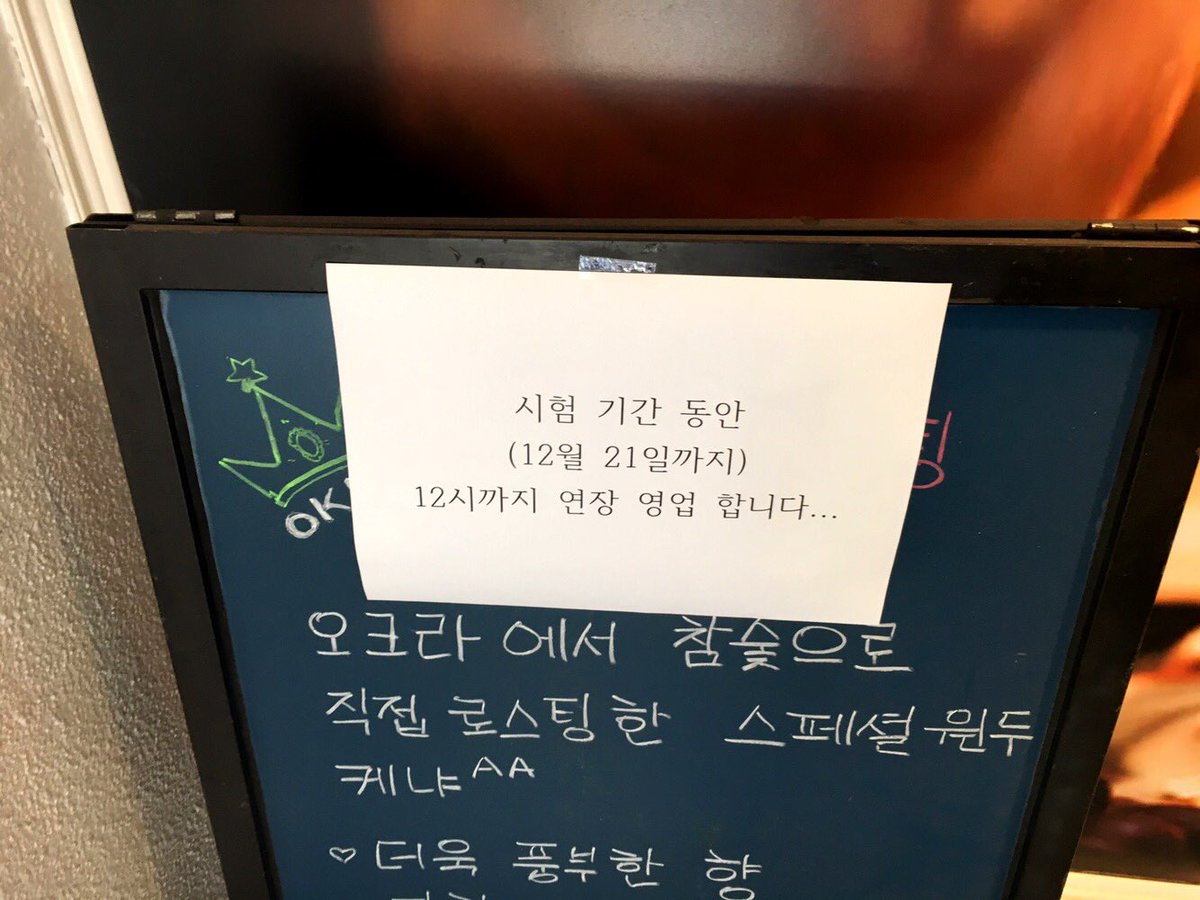 시험 기간 동안
(12월 21일까지)
12시까지 연장 영업 합니다...
오크라에서 참숯으로
직접 로스팅한 스페셜 원두
케냐 AA
♡ 더욱 풍부한 향